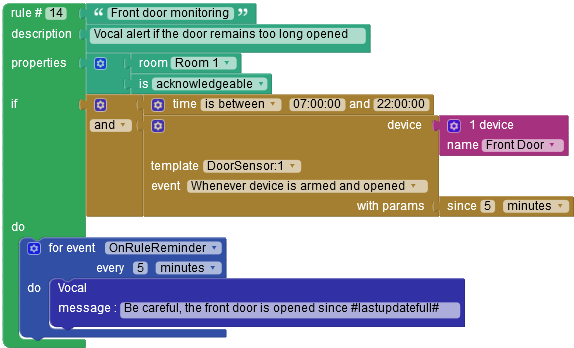 rule # 14 “ Front door monitoring ”
description Vocal alert if the door remains too long opened
properties room Room 1
is acknowledgeable
if time is between 07:00:00 and 22:00:00
and device 1 device
name Front Door
template DoorSensor:1
event Whenever device is armed and opened
with params since 5 minutes
do
for event OnRuleReminder
every 5 minutes
do Vocal
message : Be careful, the front door is opened since #lastupdatefull#